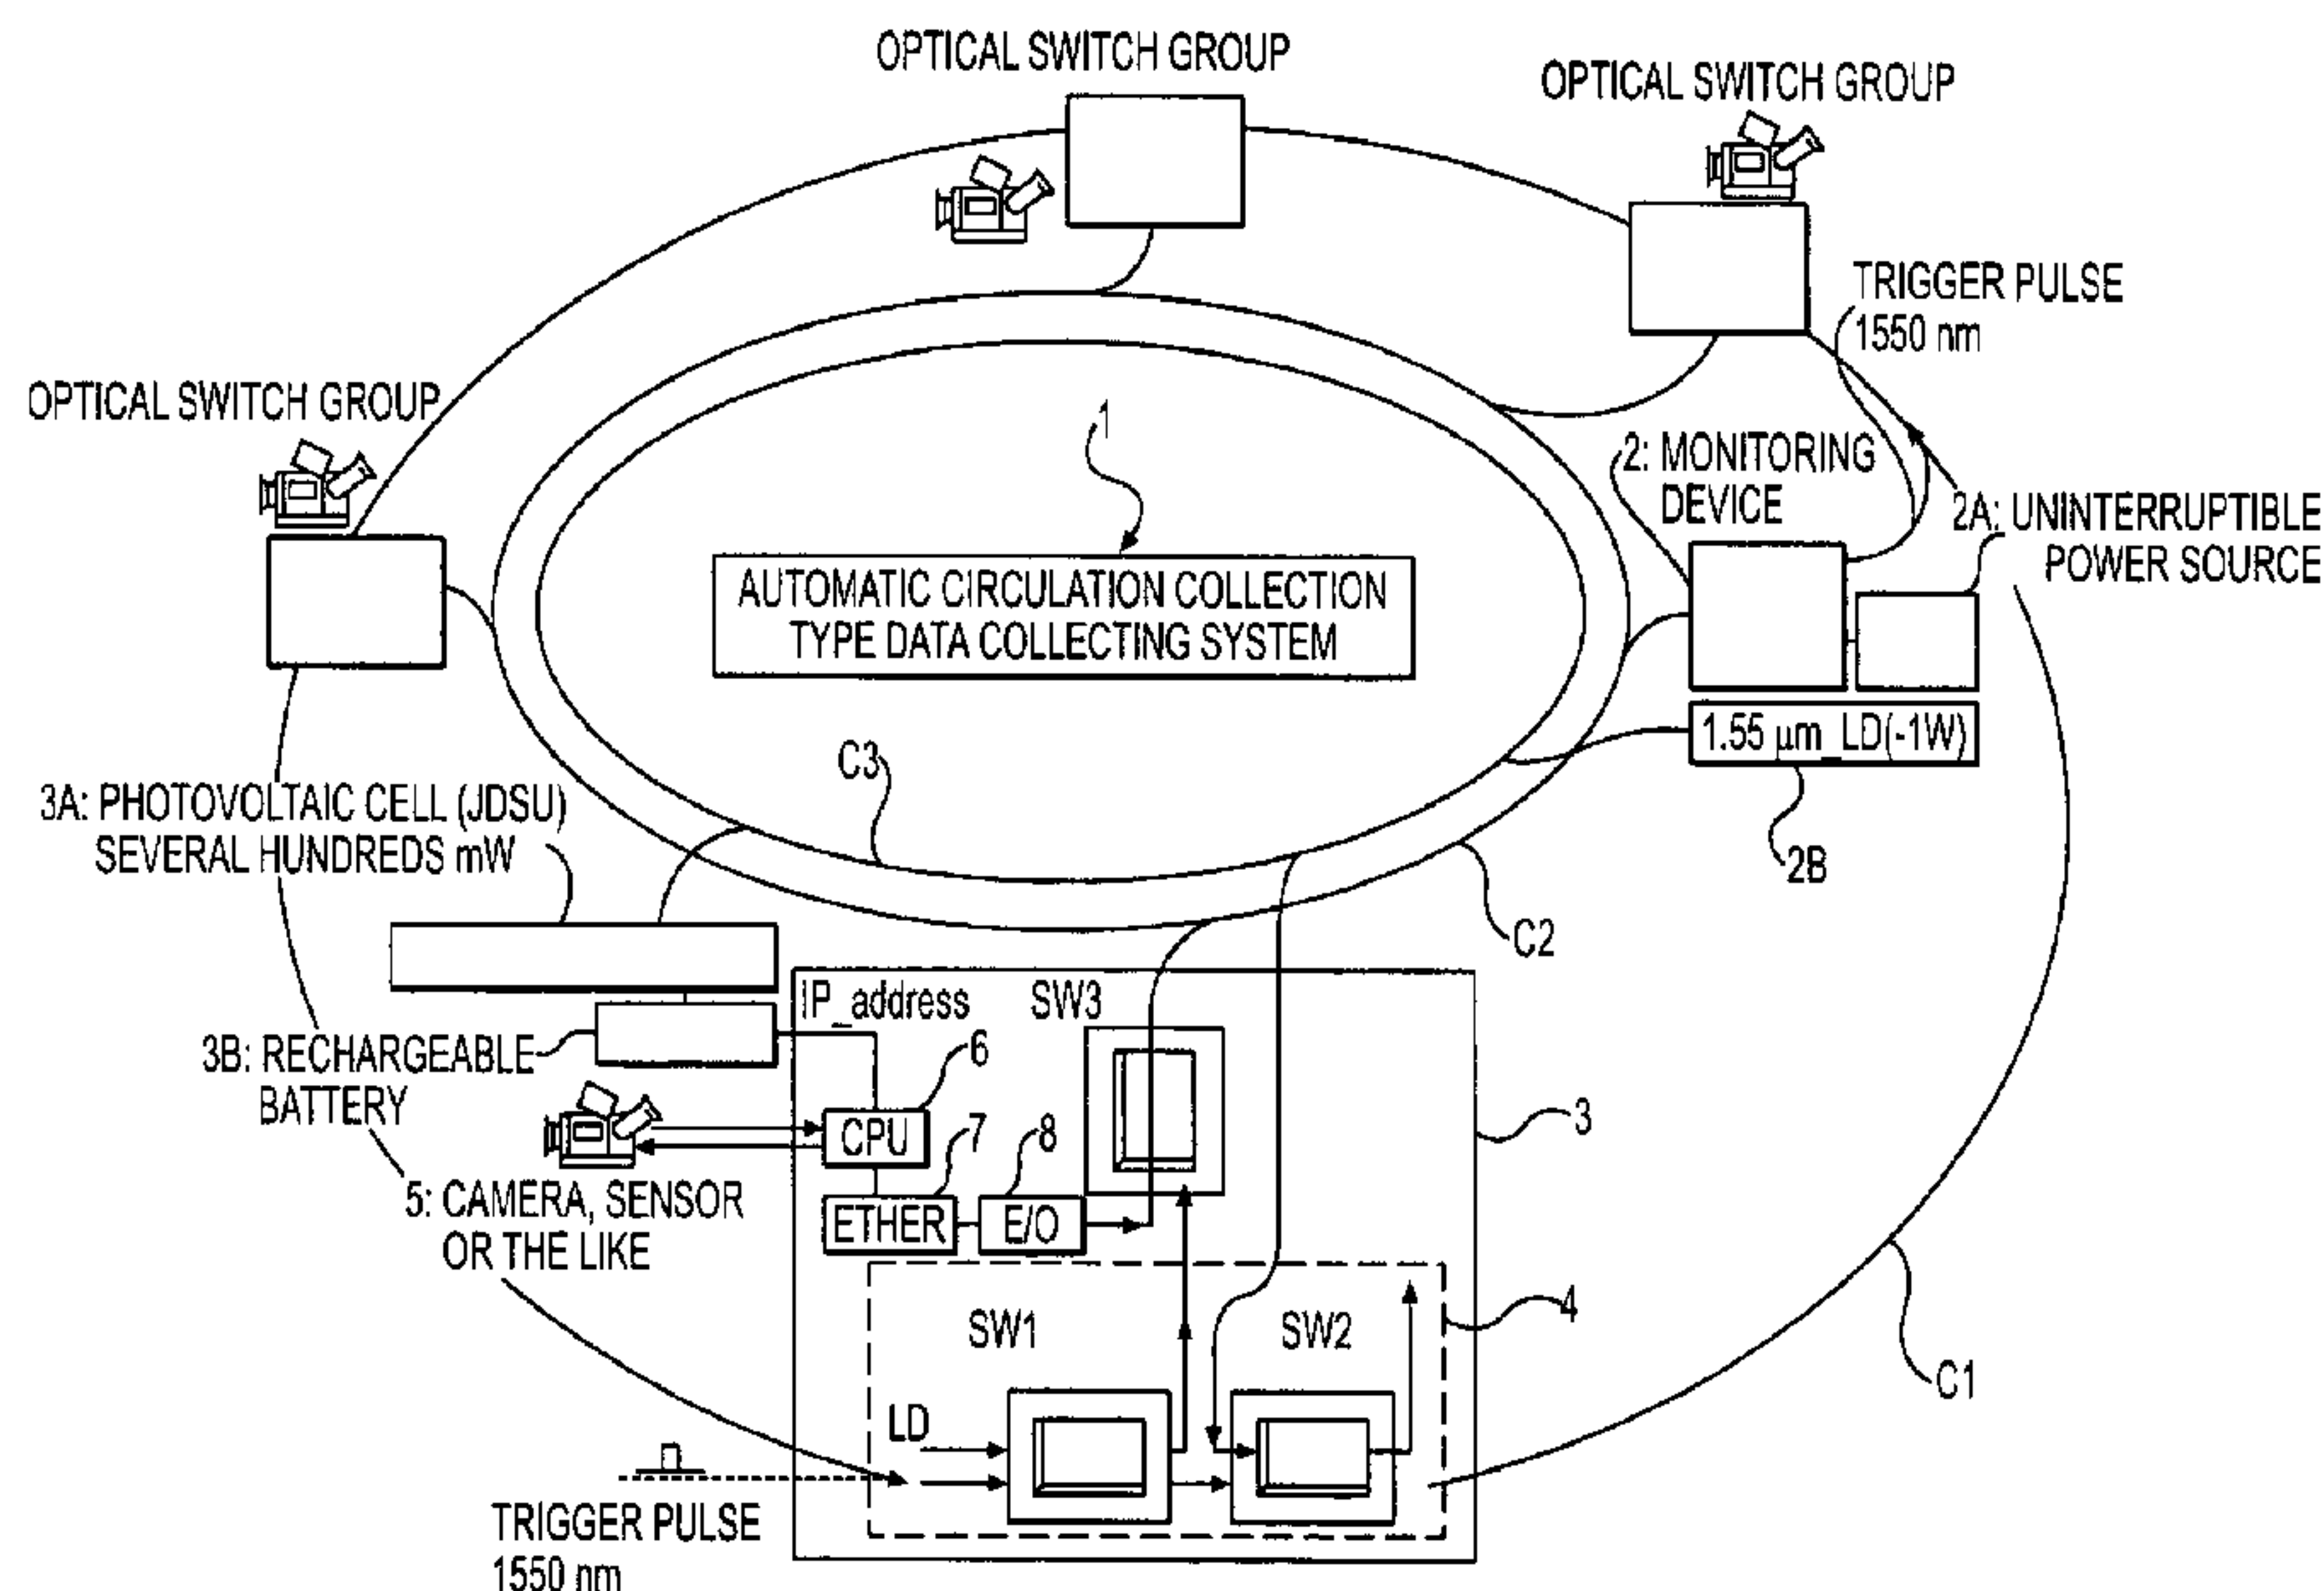 OPTICAL SWITCH GROUP
OPTICAL SWITCH GROUP
TRIGGER PULSE
1550 nm
OPTICAL SWITCH GROUP
1
2: MONITORING
DEVICE
2A: UNINTERRUPTIBLE
POWER SOURCE
AUTOMATIC CIRCULATION COLLECTION
TYPE DATA COLLECTING SYSTEM
1.55 μm_LD(-1W)
2B
C3
3A: PHOTOVOLTAIC CELL (JDSU)
SEVERAL HUNDREDS mW
C2
IP_address
SW3
3B: RECHARGEABLE
BATTERY
6
CPU
7
8
3
ETHER
E/O
5: CAMERA, SENSOR
OR THE LIKE
SW1
SW2
4
C1
LD
TRIGGER PULSE
1550 nm